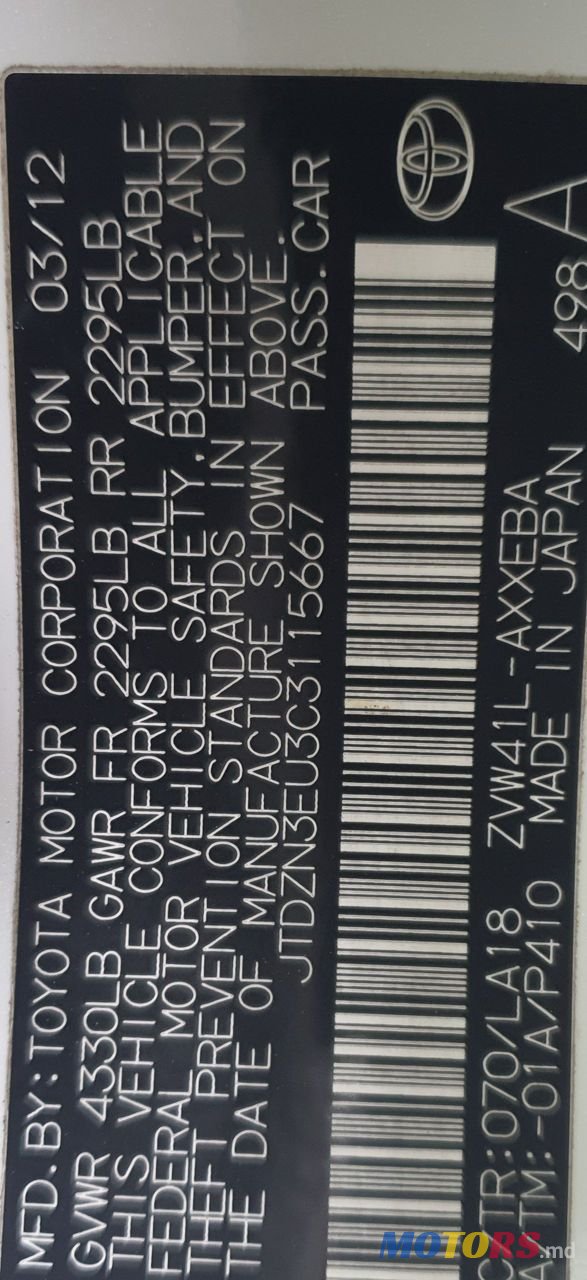 MFD.BY:TOYOTA MOTOR CORPORATION 03/12
GVWR 4330LB GAWR FR 2295LB RR 2295LB
THIS VEHICLE CONFORMS TO ALL APPLICABLE
FEDERAL MOTOR VEHICLE SAFETY,BUMPER, AND
THEFT PREVENTION STANDARDS IN EFFECT ON
THE DATE OF MANUFACTURE SHOWN ABOVE.
JTDZN3EU3C3115667 PASS.CAR
C/TR:070/LA18 ZVW41L-AXXEBA
A/TM:-01A/P410 MADE IN JAPAN 498 A
MOTORS.md